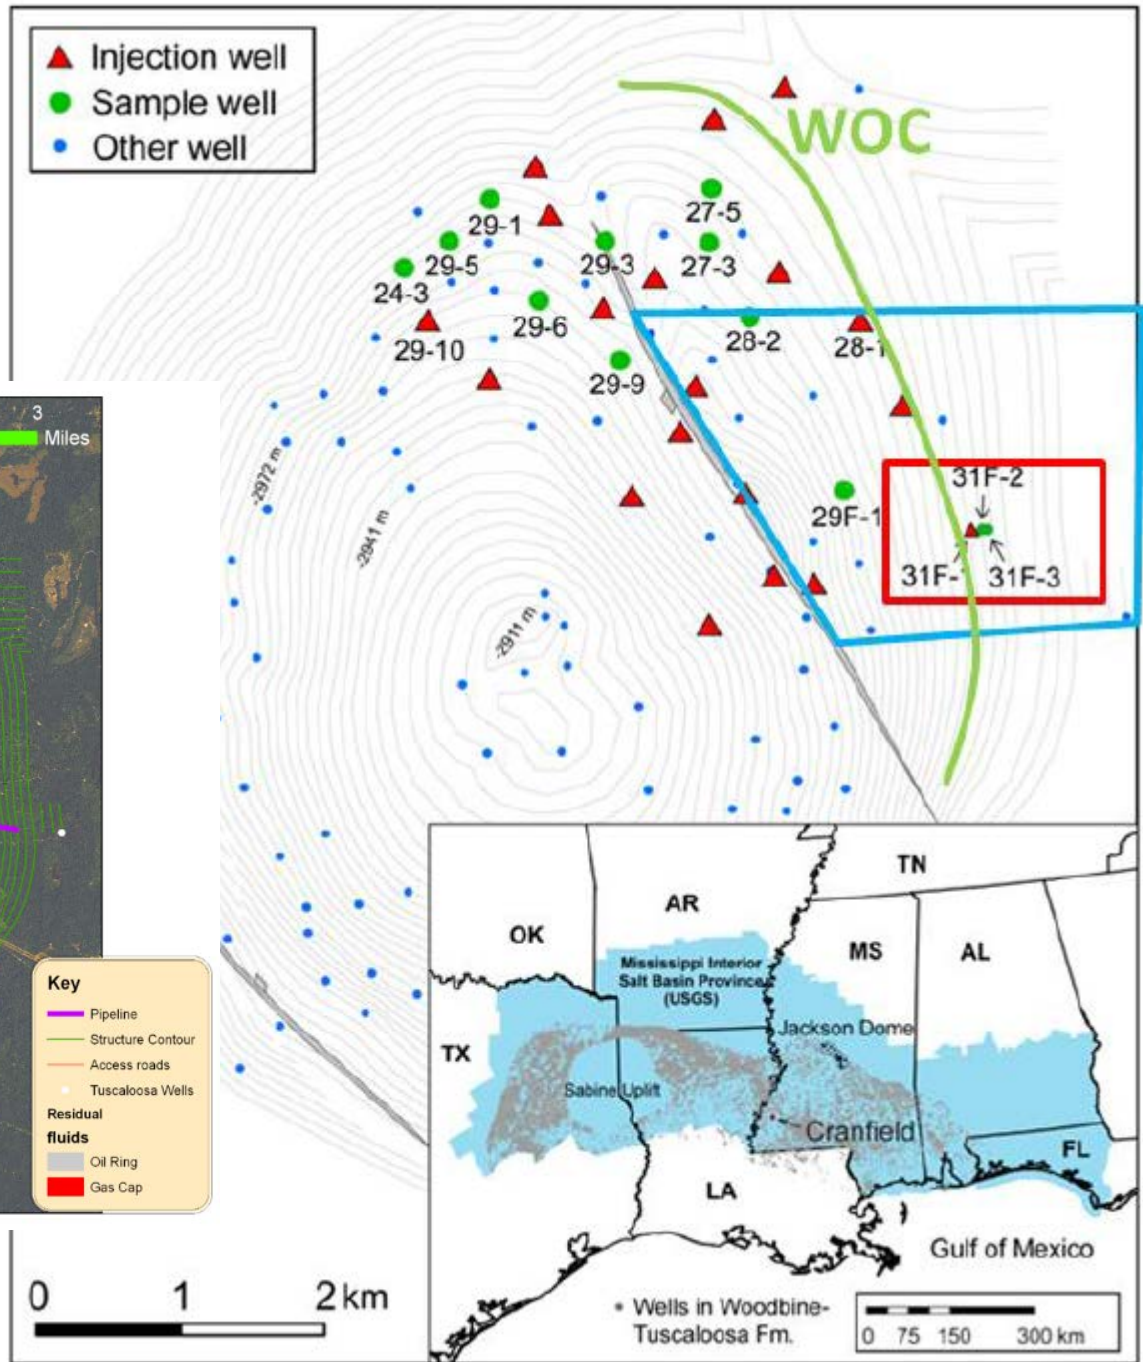 Injection well
Sample well
Other well
WOC
27-5
29-1
29-5
29-3
27-3
24-3
29-6
28-2
28-1
29-10
29-9
3
Miles
-2972 m
-2941 m
31F-2
29F-1
31F-
31F-3
-2911 m
TN
AR
OK
MS
AL
Mississippi Interior
Salt Basin Province
(USGS)
Jackson Dome
TX
Sabine Uplift
Cranfield
FL
LA
Gulf of Mexico
Key
Pipeline
Structure Contour
Access roads
Tuscaloosa Wells
Residual
fluids
Oil Ring
Gas Cap
0 1 2 km
Wells in Woodbine-
Tuscaloosa Fm.
0 75 150 300 km